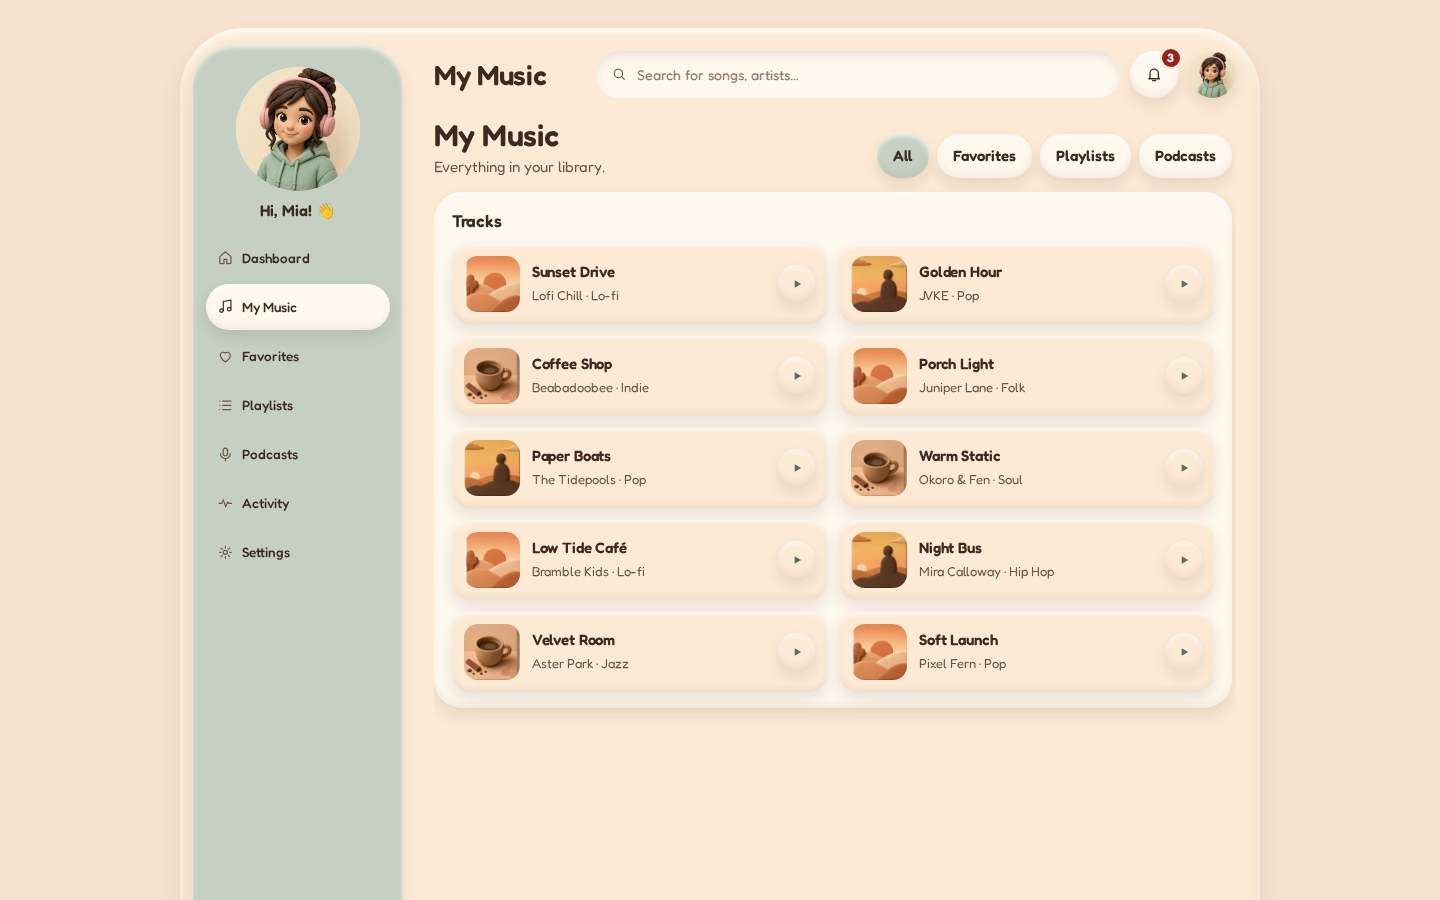 Hi, Mia! 👋
Dashboard
My Music
Favorites
Playlists
Podcasts
Activity
Settings
My Music
Search for songs, artists...
3
My Music
Everything in your library.
All
Favorites
Playlists
Podcasts
Tracks
Sunset Drive
Lofi Chill · Lo-fi
Golden Hour
JVKE · Pop
Coffee Shop
Beabadoobee · Indie
Porch Light
Juniper Lane · Folk
Paper Boats
The Tidepools · Pop
Warm Static
Okoro & Fen · Soul
Low Tide Café
Bramble Kids · Lo-fi
Night Bus
Mira Calloway · Hip Hop
Velvet Room
Aster Park · Jazz
Soft Launch
Pixel Fern · Pop